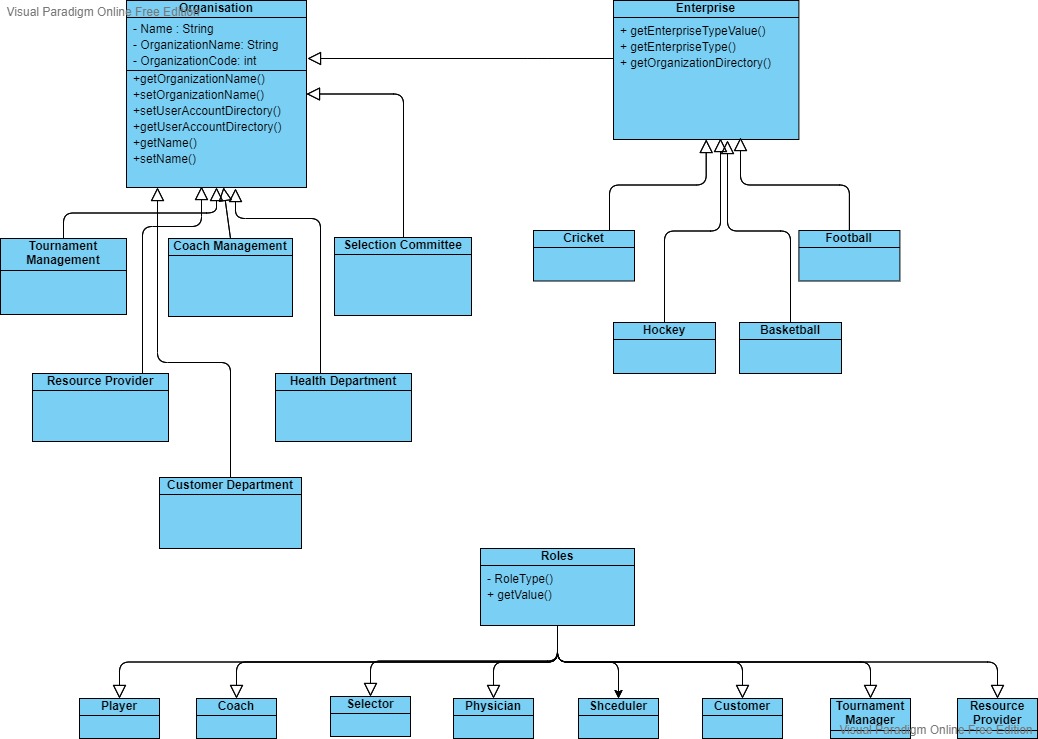 Visual Paradigm Online Free Edition
Organisation
- Name : String
- OrganizationName: String
- OrganizationCode: int
+getOrganizationName()
+setOrganizationName()
+setUserAccountDirectory()
+getUserAccountDirectory()
+getName()
+setName()
Enterprise
+ getEnterpriseTypeValue()
+ getEnterpriseType()
+ getOrganizationDirectory()
Tournament
Management
Coach Management
Selection Committee
Cricket
Football
Hockey
Basketball
Resource Provider
Health Department
Customer Department
Roles
- RoleType()
+ getValue()
Player
Coach
Selector
Physician
Shceduler
Customer
Tournament
Manager
Resource
Provider
Visual Paradigm Online Free Edition